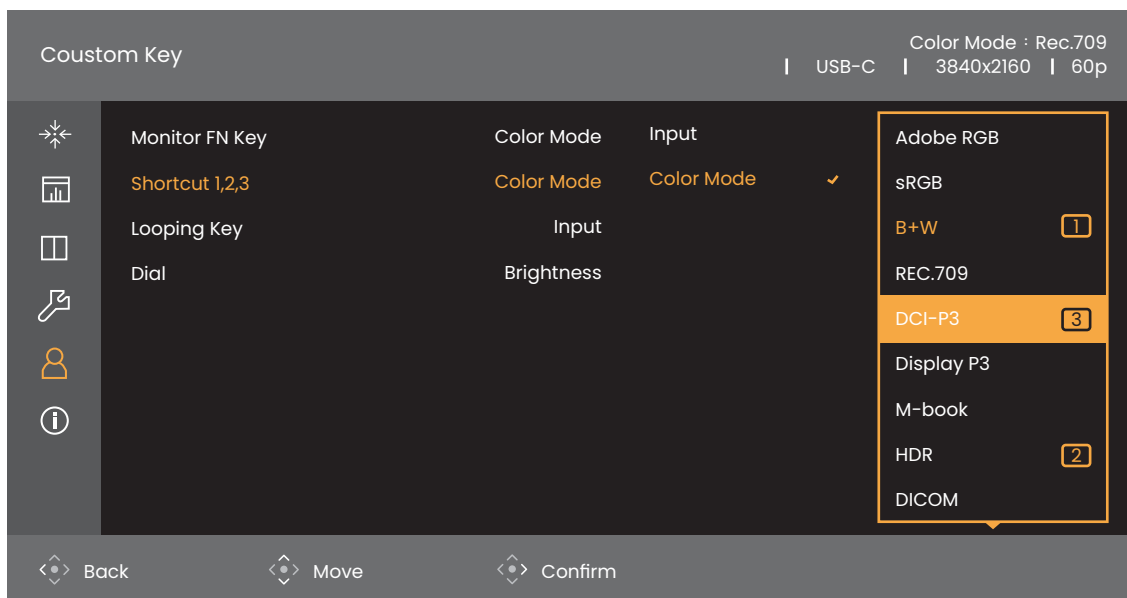 Coustom Key
Color Mode : Rec.709
| USB-C | 3840x2160 | 60p
Monitor FN Key Color Mode Input Adobe RGB
Shortcut 1,2,3 Color Mode Color Mode ✓ sRGB
Looping Key Input B+W 1
Dial Brightness REC.709
DCI-P3 3
Display P3
M-book
HDR 2
DICOM
Back Move Confirm